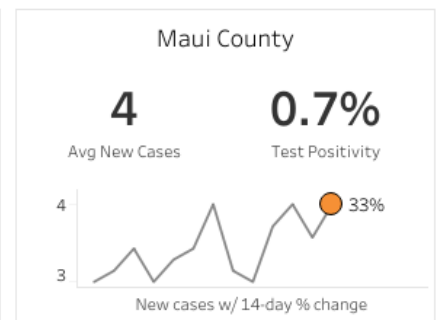 Maui County
4 0.7%
Avg New Cases Test Positivity
4 33%
3
New cases w/ 14-day % change